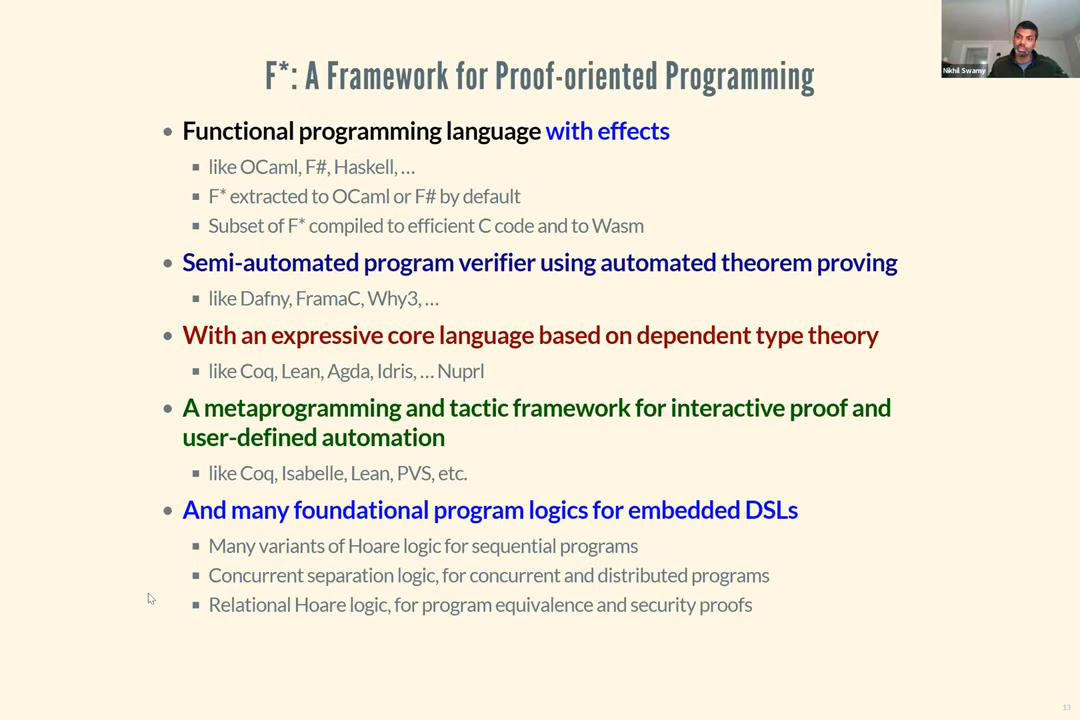 Nikhil Swamy
F*: A Framework for Proof-oriented Programming
• Functional programming language with effects
▪ like OCaml, F#, Haskell, …
▪ F* extracted to OCaml or F# by default
▪ Subset of F* compiled to efficient C code and to Wasm
• Semi-automated program verifier using automated theorem proving
▪ like Dafny, FramaC, Why3, …
• With an expressive core language based on dependent type theory
▪ like Coq, Lean, Agda, Idris, … Nuprl
• A metaprogramming and tactic framework for interactive proof and
user-defined automation
▪ like Coq, Isabelle, Lean, PVS, etc.
• And many foundational program logics for embedded DSLs
▪ Many variants of Hoare logic for sequential programs
▪ Concurrent separation logic, for concurrent and distributed programs
▪ Relational Hoare logic, for program equivalence and security proofs
13